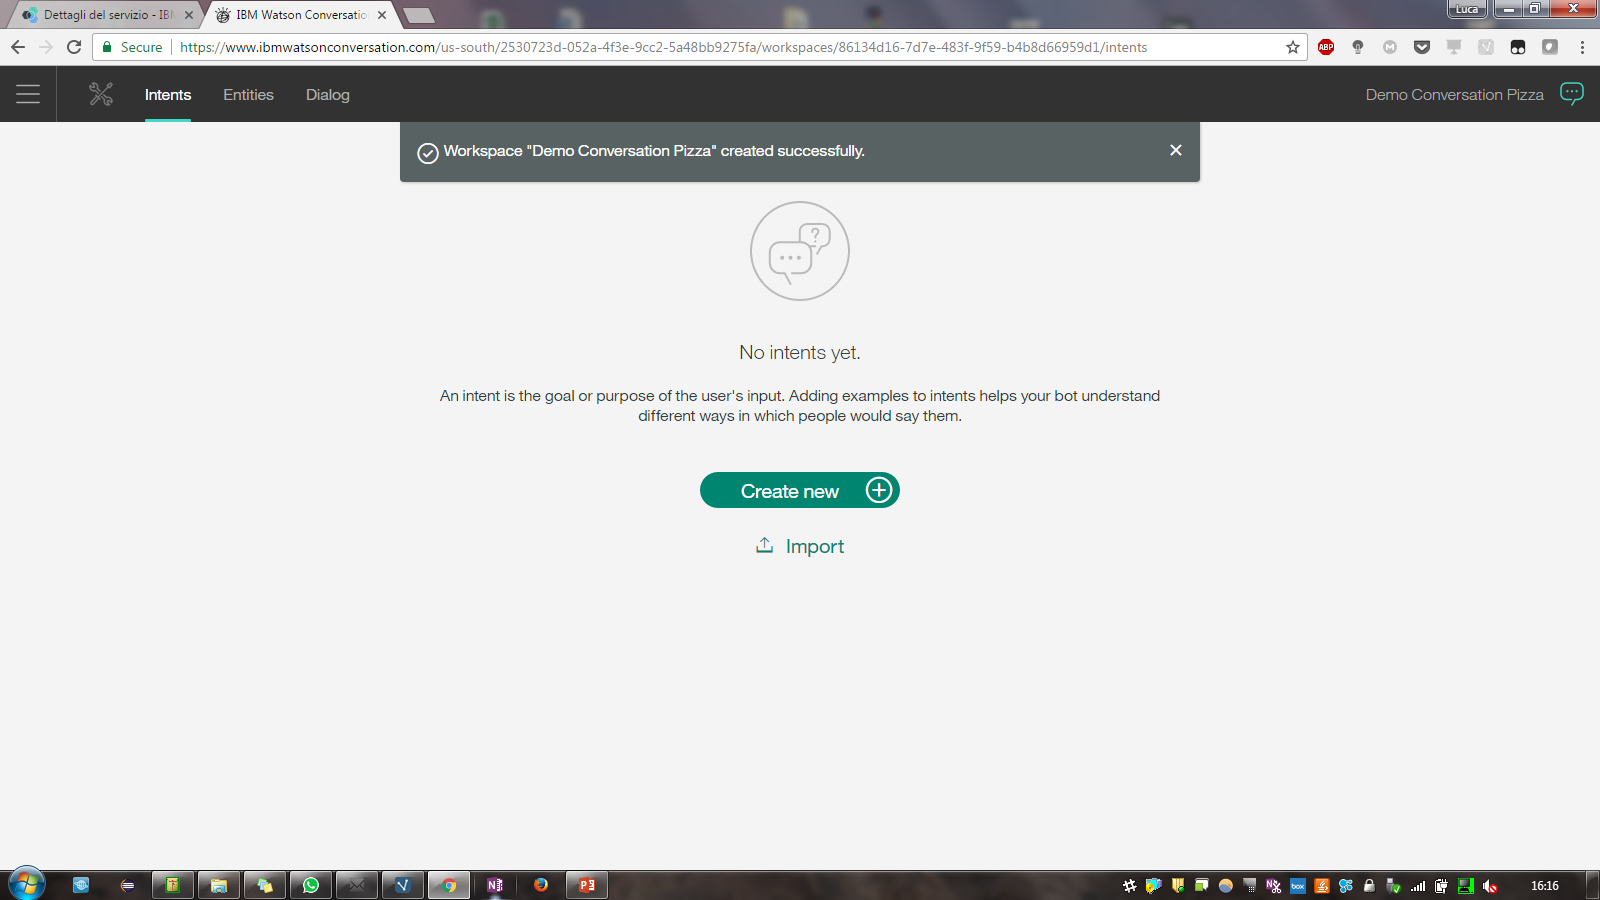 Dettagli del servizio - IBM
IBM Watson Conversatio
Luca
Secure
https://www.ibmwatsonconversation.com/us-south/2530723d-052a-4f3e-9cc2-5a48bb9275fa/workspaces/86134d16-7d7e-483f-9f59-b4b8d66959d1/intents
ABP
Intents
Entities
Dialog
Demo Conversation Pizza
Workspace "Demo Conversation Pizza" created successfully.
No intents yet.
An intent is the goal or purpose of the user's input. Adding examples to intents helps your bot understand
different ways in which people would say them.
Create new
Import
box
16:16